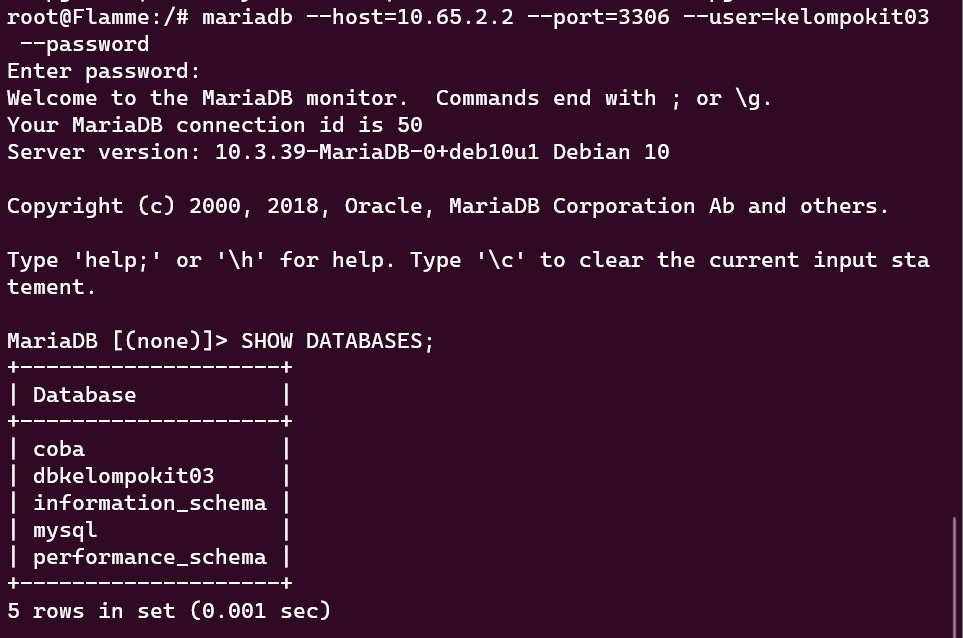 root@Flamme:/# mariadb --host=10.65.2.2 --port=3306 --user=kelompokit03
 --password
Enter password:
Welcome to the MariaDB monitor.  Commands end with ; or \g.
Your MariaDB connection id is 50
Server version: 10.3.39-MariaDB-0+deb10u1 Debian 10

Copyright (c) 2000, 2018, Oracle, MariaDB Corporation Ab and others.

Type 'help;' or '\h' for help. Type '\c' to clear the current input sta
tement.

MariaDB [(none)]> SHOW DATABASES;
+--------------------+
| Database           |
+--------------------+
| coba               |
| dbkelompokit03     |
| information_schema |
| mysql              |
| performance_schema |
+--------------------+
5 rows in set (0.001 sec)